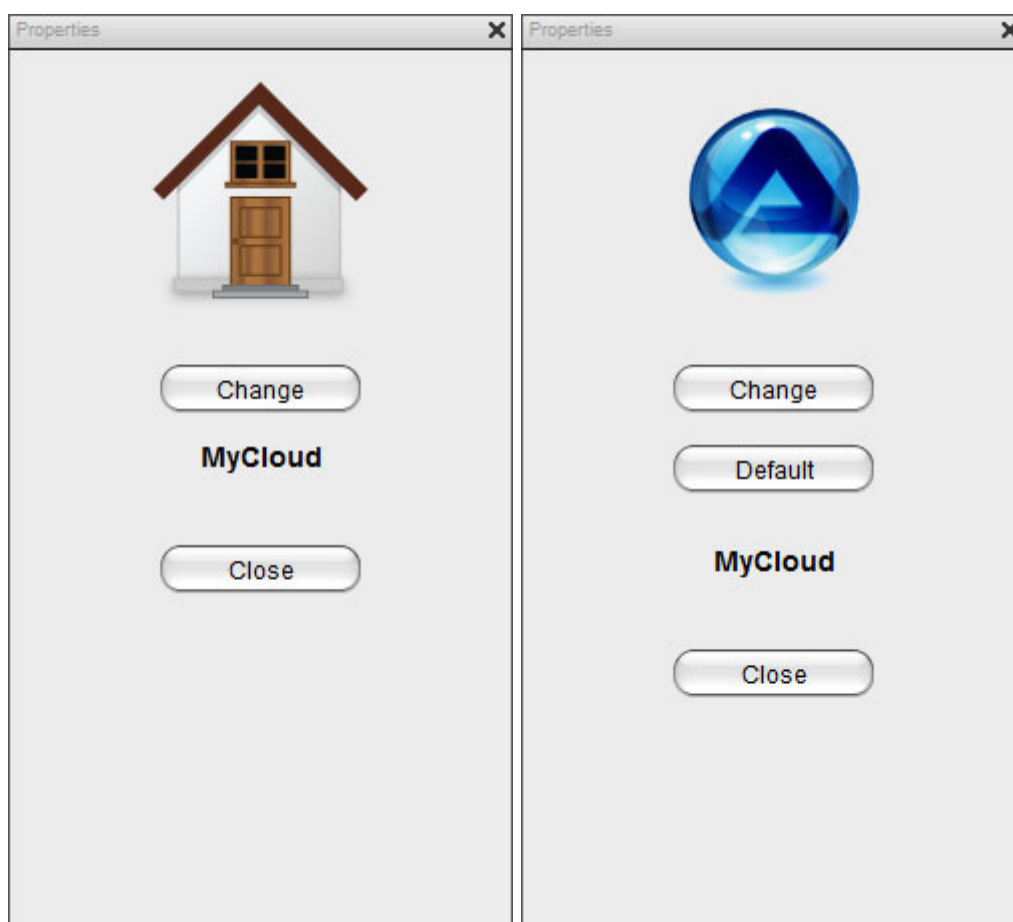 Properties
Change
MyCloud
Close
Properties
Change
Default
MyCloud
Close